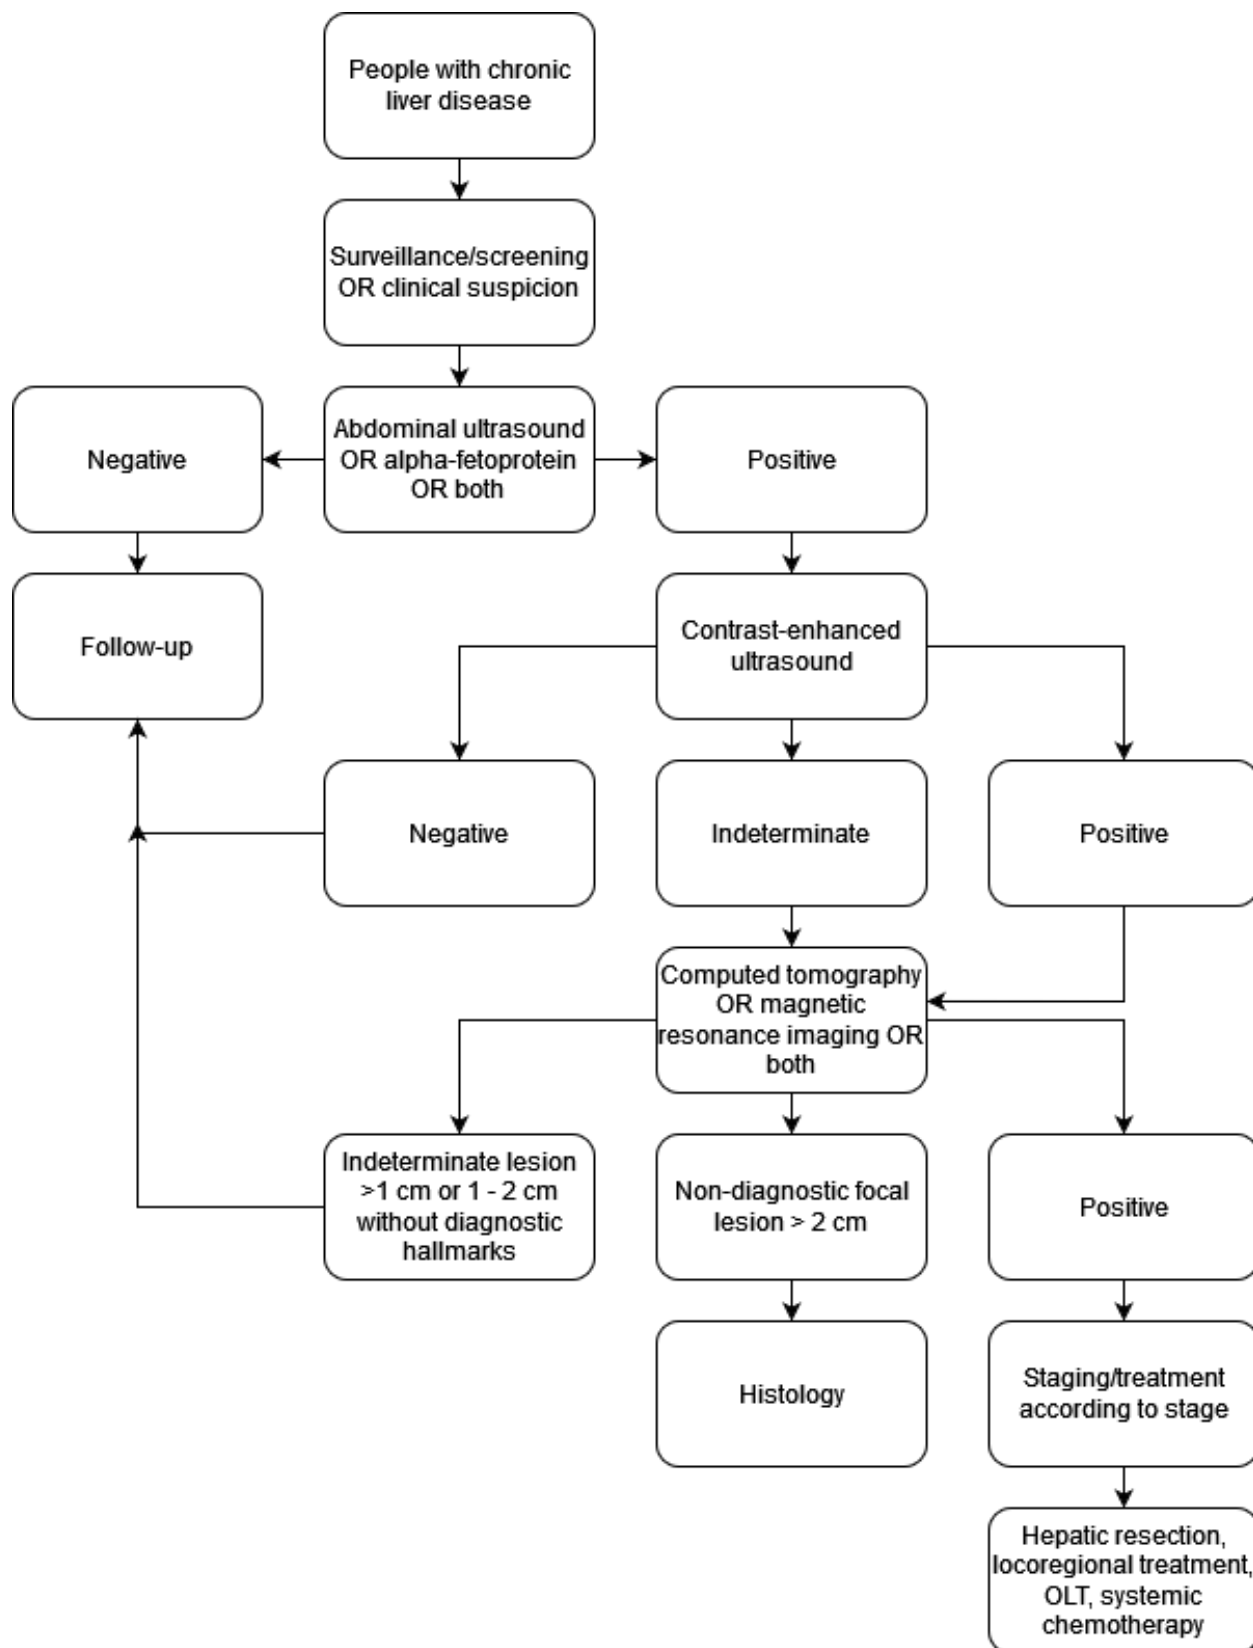 People with chronic
liver disease
Surveillance/screening
OR clinical suspicion
Negative
Abdominal ultrasound
OR alpha-fetoprotein
OR both
Positive
Follow-up
Contrast-enhanced
ultrasound
Negative
Indeterminate
Positive
Computed tomography
OR magnetic
resonance imaging OR
both
Indeterminate lesion
>1 cm or 1 - 2 cm
without diagnostic
hallmarks
Non-diagnostic focal
lesion > 2 cm
Positive
Histology
Staging/treatment
according to stage
Hepatic resection,
locoregional treatment,
OLT, systemic
chemotherapy